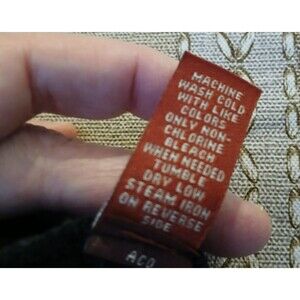 MACHINE
WASH COLD
WITH LIKE
COLORS
ONLY NON-
CHLORINE
BLEACH
WHEN NEEDED
TUMBLE
DRY LOW
STEAM IRON
ON REVERSE
SIDE
ACO